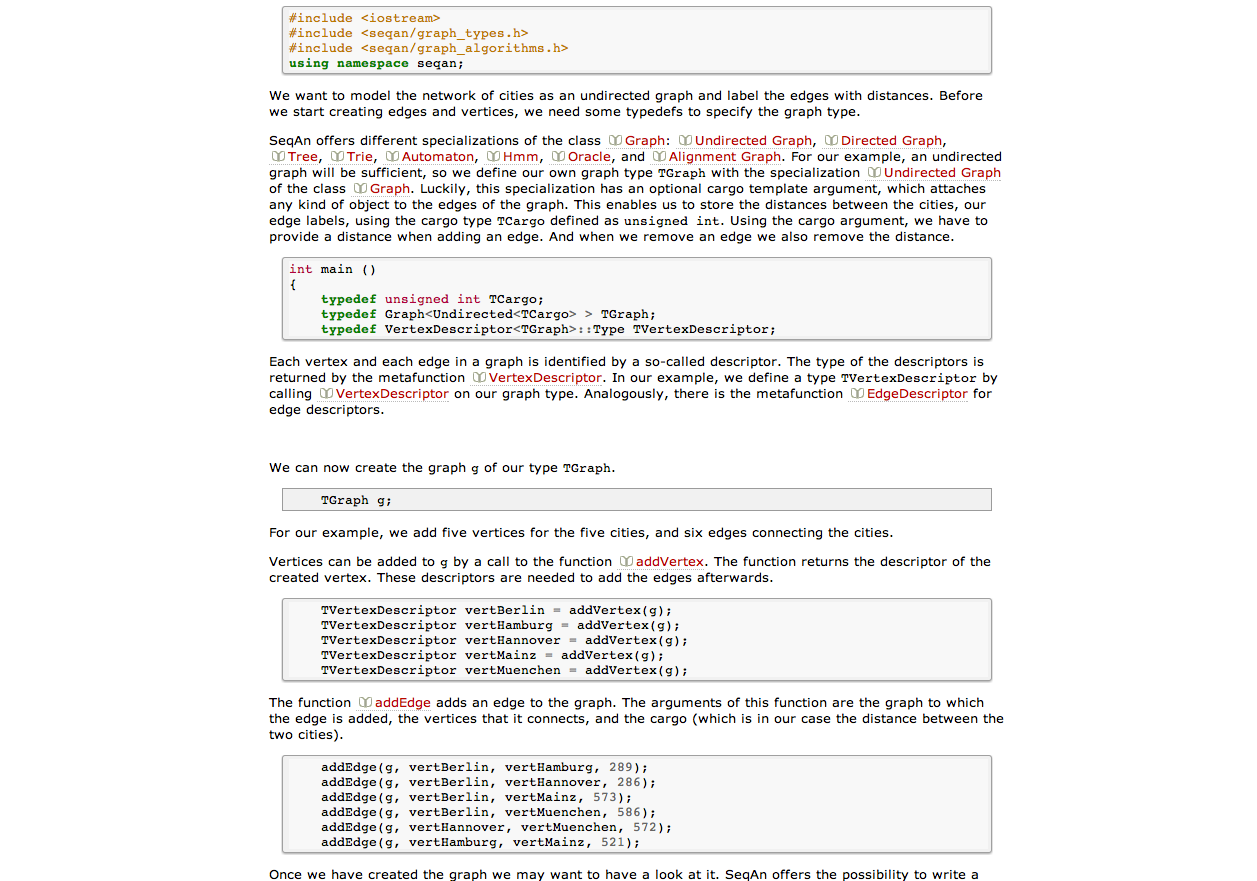 #include <iostream>
#include <seqan/graph_types.h>
#include <seqan/graph_algorithms.h>
using namespace seqan;
We want to model the network of cities as an undirected graph and label the edges with distances. Before
we start creating edges and vertices, we need some typedefs to specify the graph type.
SeqAn offers different specializations of the class Graph: Undirected Graph, Directed Graph,
Tree, Trie, Automaton, Hmm, Oracle, and Alignment Graph. For our example, an undirected
graph will be sufficient, so we define our own graph type TGraph with the specialization Undirected Graph
of the class Graph. Luckily, this specialization has an optional cargo template argument, which attaches
any kind of object to the edges of the graph. This enables us to store the distances between the cities, our
edge labels, using the cargo type TCargo defined as unsigned int. Using the cargo argument, we have to
provide a distance when adding an edge. And when we remove an edge we also remove the distance.
int main ()
{
    typedef unsigned int TCargo;
    typedef Graph<Undirected<TCargo> > TGraph;
    typedef VertexDescriptor<TGraph>::Type TVertexDescriptor;
Each vertex and each edge in a graph is identified by a so-called descriptor. The type of the descriptors is
returned by the metafunction VertexDescriptor. In our example, we define a type TVertexDescriptor by
calling VertexDescriptor on our graph type. Analogously, there is the metafunction EdgeDescriptor for
edge descriptors.
We can now create the graph g of our type TGraph.
    TGraph g;
For our example, we add five vertices for the five cities, and six edges connecting the cities.
Vertices can be added to g by a call to the function addVertex. The function returns the descriptor of the
created vertex. These descriptors are needed to add the edges afterwards.
    TVertexDescriptor vertBerlin = addVertex(g);
    TVertexDescriptor vertHamburg = addVertex(g);
    TVertexDescriptor vertHannover = addVertex(g);
    TVertexDescriptor vertMainz = addVertex(g);
    TVertexDescriptor vertMuenchen = addVertex(g);
The function addEdge adds an edge to the graph. The arguments of this function are the graph to which
the edge is added, the vertices that it connects, and the cargo (which is in our case the distance between the
two cities).
    addEdge(g, vertBerlin, vertHamburg, 289);
    addEdge(g, vertBerlin, vertHannover, 286);
    addEdge(g, vertBerlin, vertMainz, 573);
    addEdge(g, vertBerlin, vertMuenchen, 586);
    addEdge(g, vertHannover, vertMuenchen, 572);
    addEdge(g, vertHamburg, vertMainz, 521);
Once we have created the graph we may want to have a look at it. SeqAn offers the possibility to write a